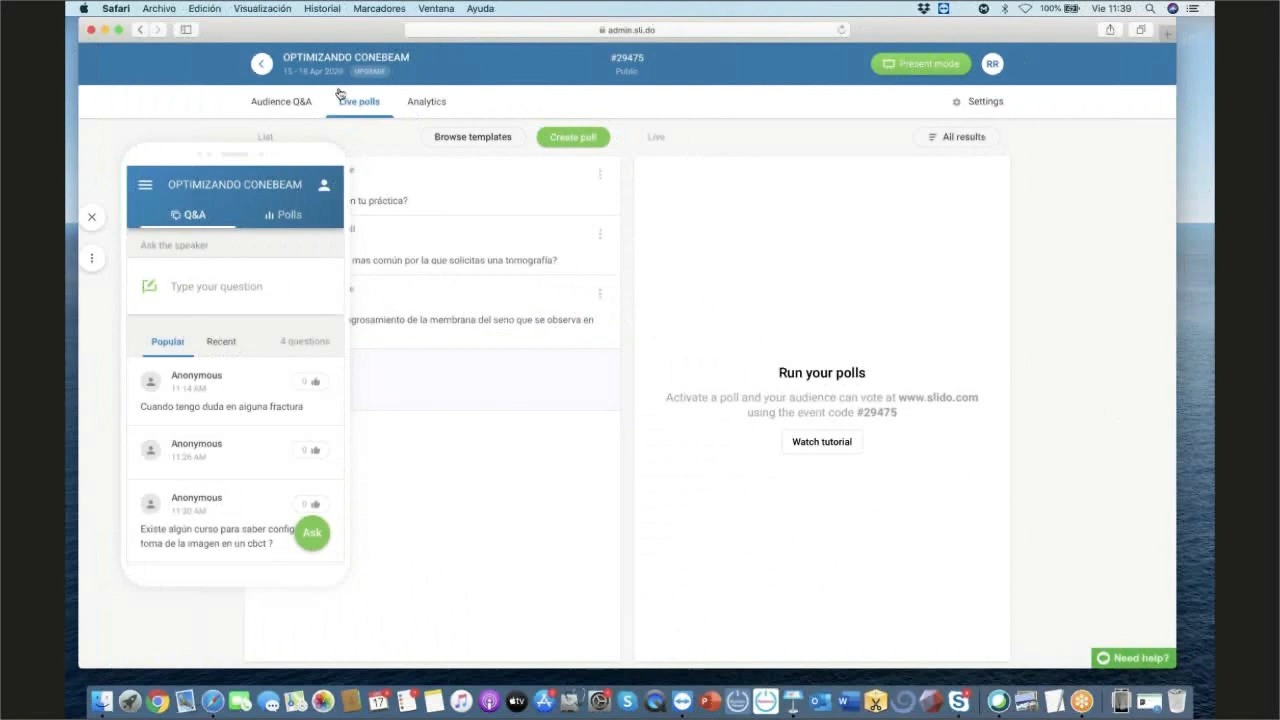 Safari Archivo Edición Visualización Historial Marcadores Ventana Ayuda 100% Vie 11:39
admin.sli.do
OPTIMIZANDO CONEBEAM
15 - 18 Apr 2020 UPGRADE
#29475
Public
Present mode
RR
Audience Q&A Live polls Analytics Settings
List Browse templates Create poll Live All results
OPTIMIZANDO CONEBEAM
Q&A Polls
Ask the speaker
Type your question
Popular Recent 4 questions
Anonymous
11:14 AM
0
Cuando tengo duda en alguna fractura
Anonymous
11:26 AM
0
Anonymous
11:30 AM
0
Existe algún curso para saber config
toma de la imagen en un cbct ?
Ask
en tu práctica?
mas común por la que solicitas una tomografía?
grosamiento de la membrana del seno que se observa en
Run your polls
Activate a poll and your audience can vote at www.slido.com
using the event code #29475
Watch tutorial
Need help?
17
tv